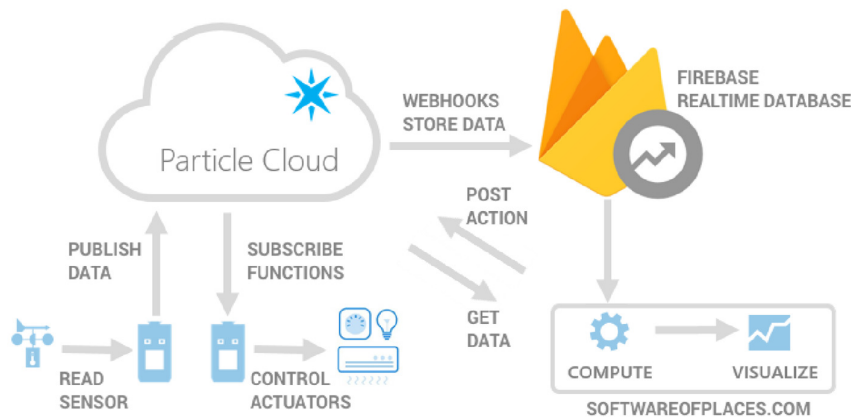 FIREBASE
REALTIME DATABASE
WEBHOOKS
STORE DATA
Particle Cloud
POST
ACTION
PUBLISH
DATA
SUBSCRIBE
FUNCTIONS
GET
DATA
READ
SENSOR
CONTROL
ACTUATORS
COMPUTE
VISUALIZE
SOFTWAREOFPLACES.COM